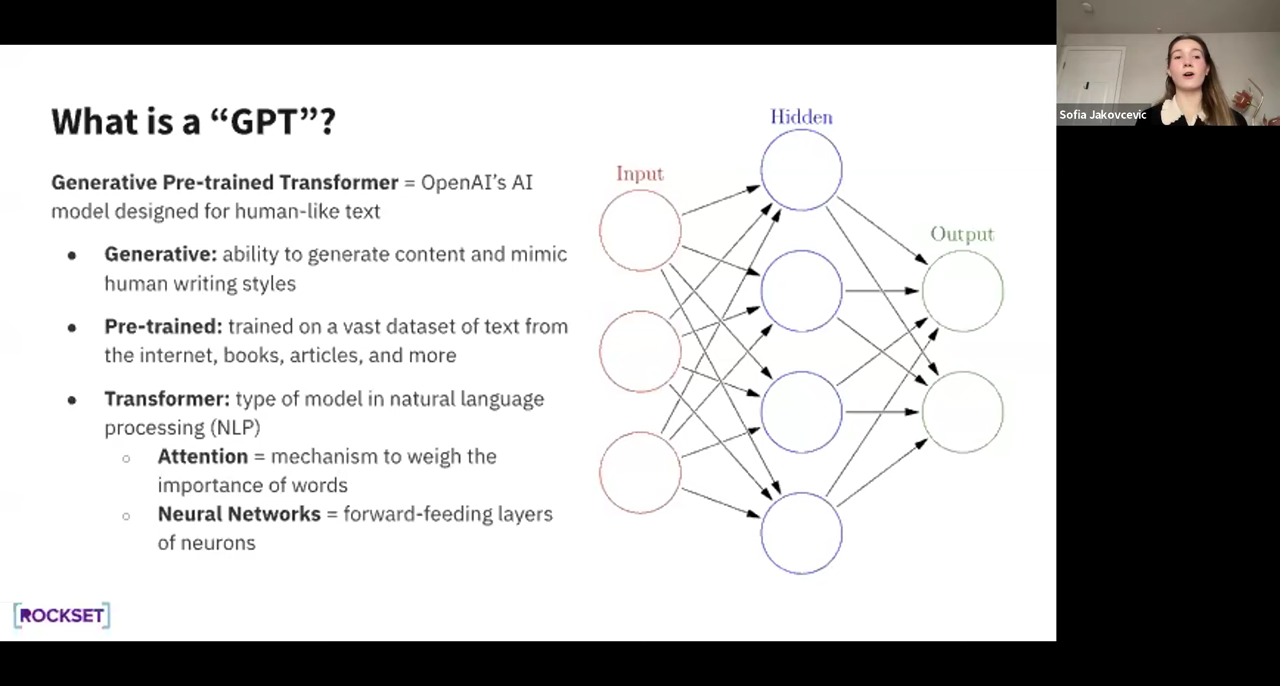 What is a “GPT”?
Generative Pre-trained Transformer = OpenAI’s AI
model designed for human-like text
● Generative: ability to generate content and mimic
human writing styles
● Pre-trained: trained on a vast dataset of text from
the internet, books, articles, and more
● Transformer: type of model in natural language
processing (NLP)
○ Attention = mechanism to weigh the
importance of words
○ Neural Networks = forward-feeding layers
of neurons
Input
Hidden
Output
[ROCKSET]
Sofia Jakovcevic